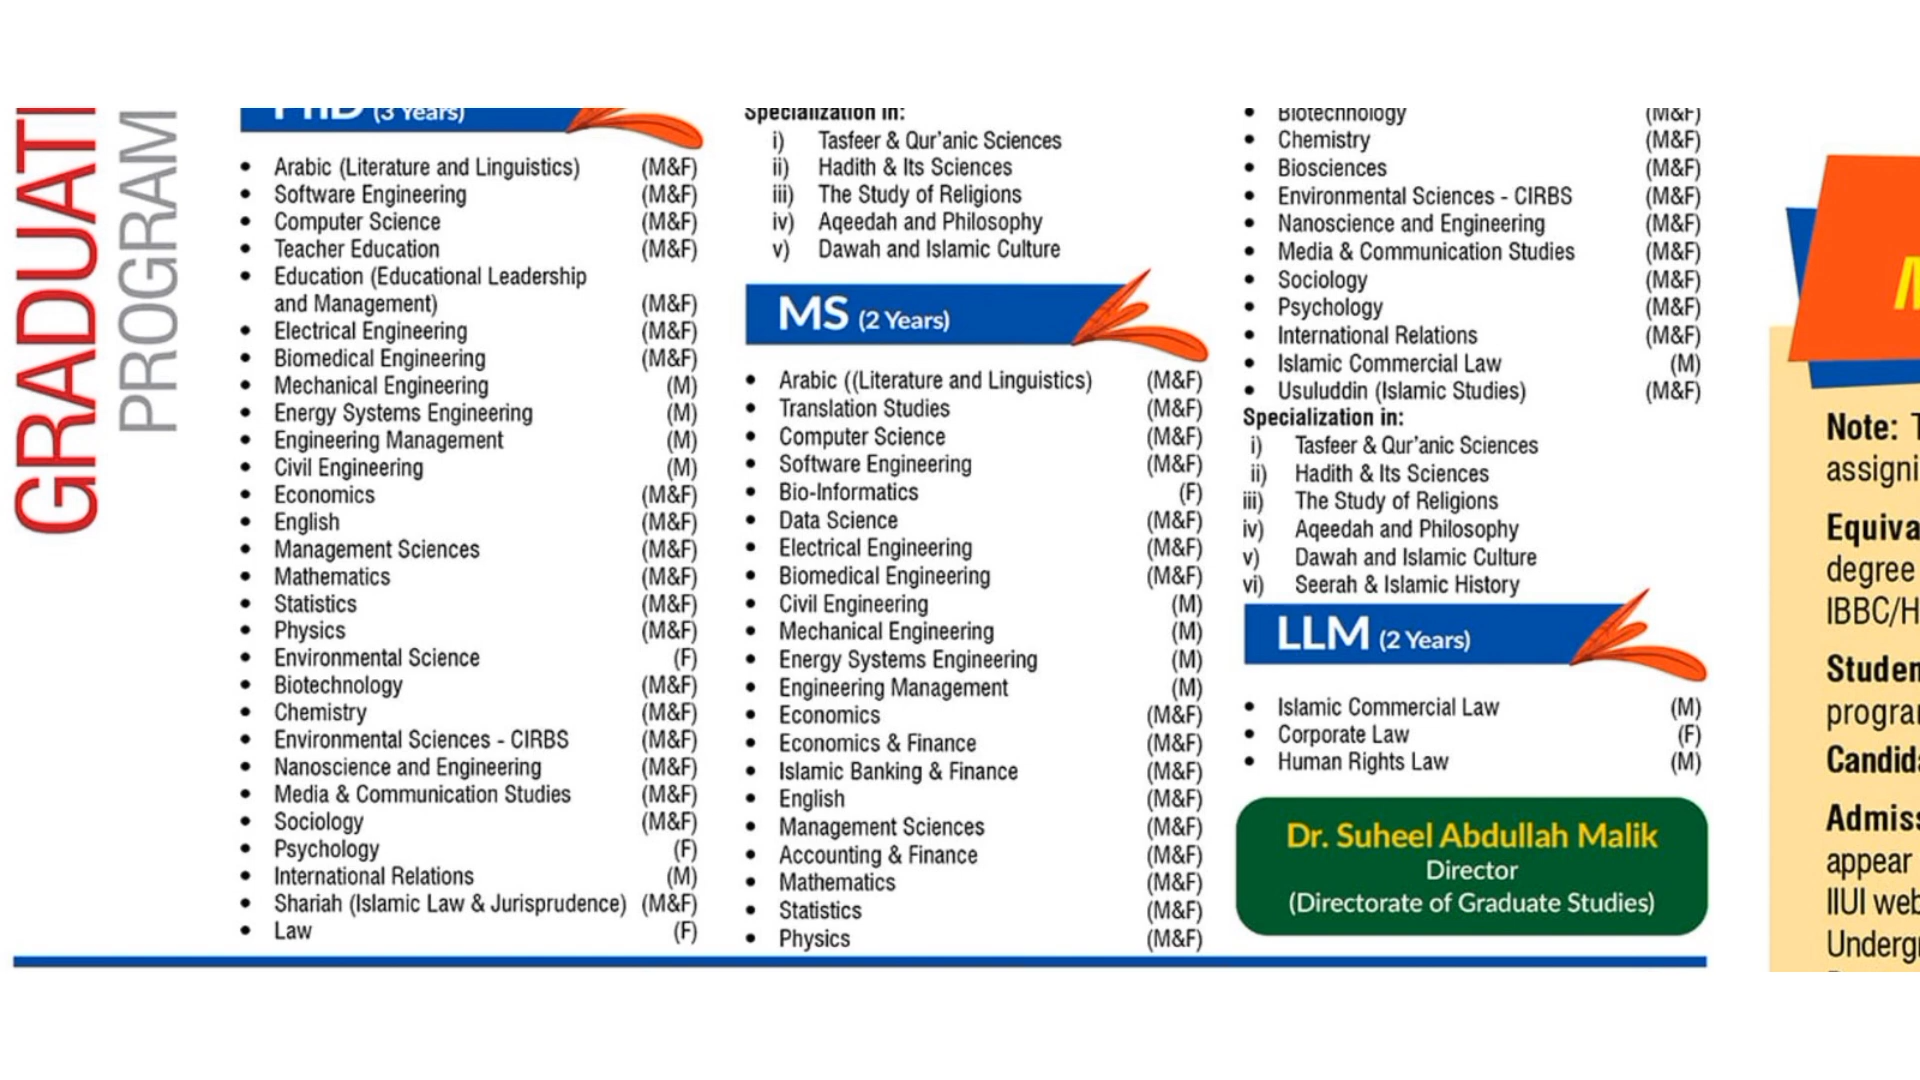 GRADUATI
PROGRAM
PhD (3 Years)
• Arabic (Literature and Linguistics) (M&F)
• Software Engineering (M&F)
• Computer Science (M&F)
• Teacher Education (M&F)
• Education (Educational Leadership
and Management) (M&F)
• Electrical Engineering (M&F)
• Biomedical Engineering (M&F)
• Mechanical Engineering (M)
• Energy Systems Engineering (M)
• Engineering Management (M)
• Civil Engineering (M)
• Economics (M&F)
• English (M&F)
• Management Sciences (M&F)
• Mathematics (M&F)
• Statistics (M&F)
• Physics (M&F)
• Environmental Science (F)
• Biotechnology (M&F)
• Chemistry (M&F)
• Environmental Sciences - CIRBS (M&F)
• Nanoscience and Engineering (M&F)
• Media & Communication Studies (M&F)
• Sociology (M&F)
• Psychology (F)
• International Relations (M)
• Shariah (Islamic Law & Jurisprudence) (M&F)
• Law (F)
Specialization in:
i) Tasfeer & Qur'anic Sciences
ii) Hadith & Its Sciences
iii) The Study of Religions
iv) Aqeedah and Philosophy
v) Dawah and Islamic Culture
MS (2 Years)
• Arabic ((Literature and Linguistics) (M&F)
• Translation Studies (M&F)
• Computer Science (M&F)
• Software Engineering (M&F)
• Bio-Informatics (F)
• Data Science (M&F)
• Electrical Engineering (M&F)
• Biomedical Engineering (M&F)
• Civil Engineering (M)
• Mechanical Engineering (M)
• Energy Systems Engineering (M)
• Engineering Management (M)
• Economics (M&F)
• Economics & Finance (M&F)
• Islamic Banking & Finance (M&F)
• English (M&F)
• Management Sciences (M&F)
• Accounting & Finance (M&F)
• Mathematics (M&F)
• Statistics (M&F)
• Physics (M&F)
• Biotechnology (M&F)
• Chemistry (M&F)
• Biosciences (M&F)
• Environmental Sciences - CIRBS (M&F)
• Nanoscience and Engineering (M&F)
• Media & Communication Studies (M&F)
• Sociology (M&F)
• Psychology (M&F)
• International Relations (M&F)
• Islamic Commercial Law (M)
• Usuluddin (Islamic Studies) (M&F)
Specialization in:
i) Tasfeer & Qur'anic Sciences
ii) Hadith & Its Sciences
iii) The Study of Religions
iv) Aqeedah and Philosophy
v) Dawah and Islamic Culture
vi) Seerah & Islamic History
LLM (2 Years)
• Islamic Commercial Law (M)
• Corporate Law (F)
• Human Rights Law (M)
Dr. Suheel Abdullah Malik
Director
(Directorate of Graduate Studies)
Note: T
assigni
Equiva
degree
IBBC/H
Studen
progra
Candida
Admiss
appear
IIUI web
Underg